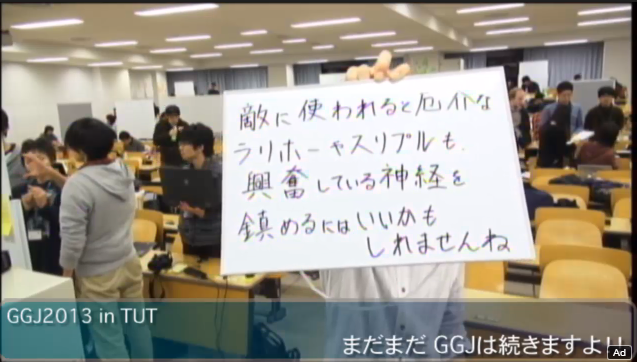 敵に使われると厄介な
ラリホーやスリプルも、
興奮している神経を
鎮めるにはいいかも
しれませんね
GGJ2013 in TUT
まだまだ GGJは続きますよ!!
Ad